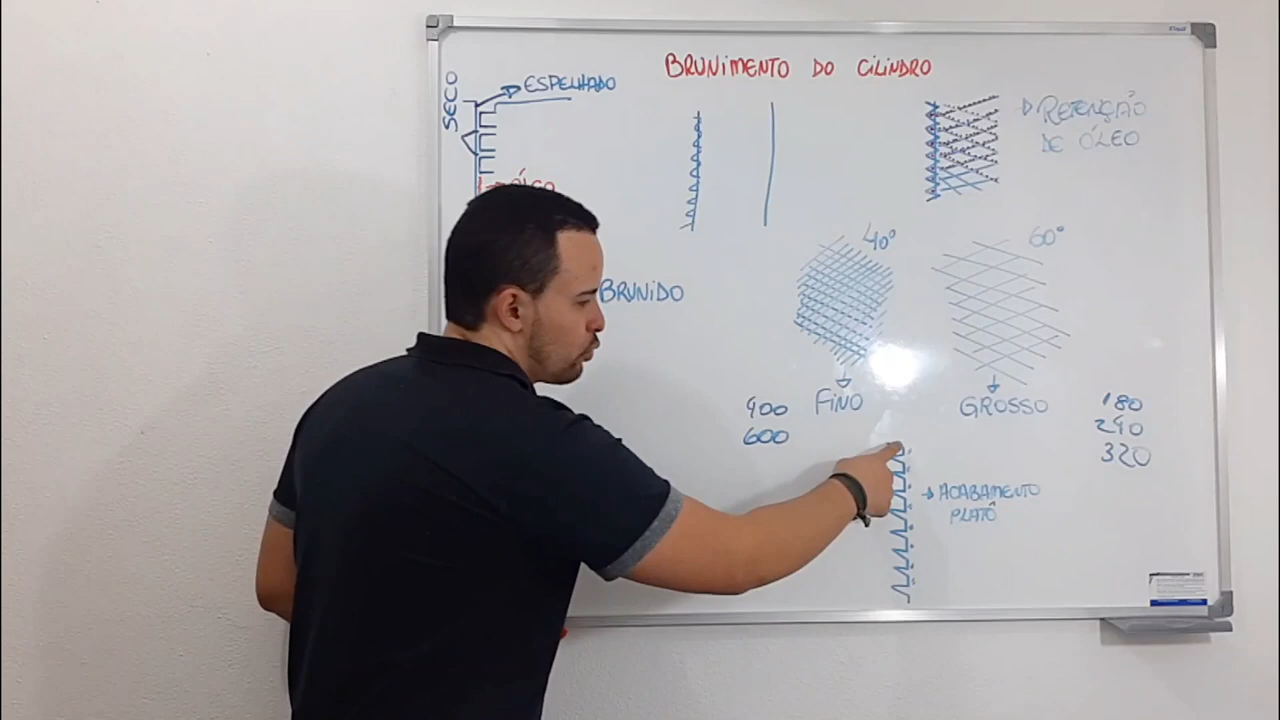 BRUNIMENTO DO CILINDRO
SECO
ESPELHADO
RETENÇÃO
DE ÓLEO
ÓLEO
BRUNIDO
40°
60°
FINO
GROSSO
400
600
180
240
320
ACABAMENTO
PLATÔ